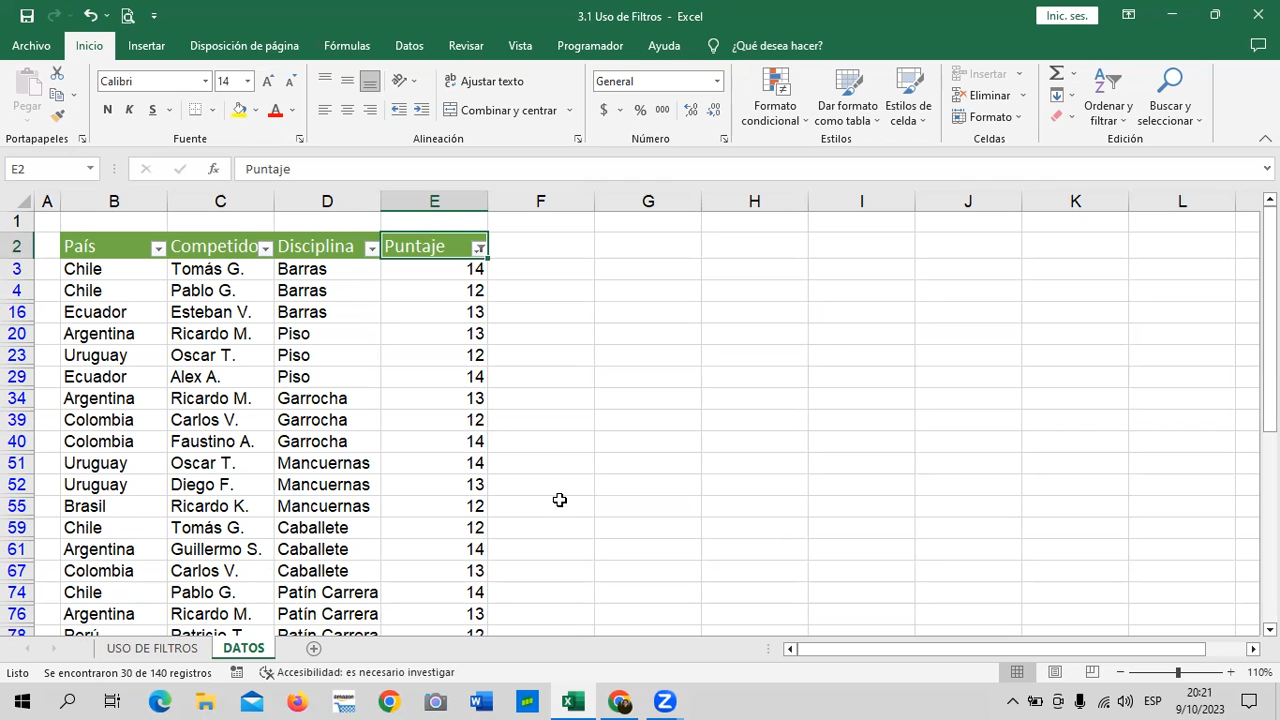 3.1 Uso de Filtros - Excel
Inic. ses.
Archivo Inicio Insertar Disposición de página Fórmulas Datos Revisar Vista Programador Ayuda ¿Qué desea hacer?
Pegar
Calibri 14
Ajustar texto
General
Formato condicional
Dar formato como tabla
Estilos de celda
Insertar
Eliminar
Formato
Ordenar y filtrar
Buscar y seleccionar
N K S
Combinar y centrar
$ % 000
Portapapeles Fuente Alineación Número Estilos Celdas Edición
E2 fx Puntaje
A B C D E F G H I J K L
1
2 País Competido Disciplina Puntaje
3 Chile Tomás G. Barras 14
4 Chile Pablo G. Barras 12
16 Ecuador Esteban V. Barras 13
20 Argentina Ricardo M. Piso 13
23 Uruguay Oscar T. Piso 12
29 Ecuador Alex A. Piso 14
34 Argentina Ricardo M. Garrocha 13
39 Colombia Carlos V. Garrocha 12
40 Colombia Faustino A. Garrocha 14
51 Uruguay Oscar T. Mancuernas 14
52 Uruguay Diego F. Mancuernas 13
55 Brasil Ricardo K. Mancuernas 12
59 Chile Tomás G. Caballete 12
61 Argentina Guillermo S. Caballete 14
67 Colombia Carlos V. Caballete 13
74 Chile Pablo G. Patín Carrera 14
76 Argentina Ricardo M. Patín Carrera 13
78 Perú Patricio T. Patín Carrera 12
USO DE FILTROS DATOS
Listo Se encontraron 30 de 140 registros Accesibilidad: es necesario investigar 110%
ESP 20:21
9/10/2023